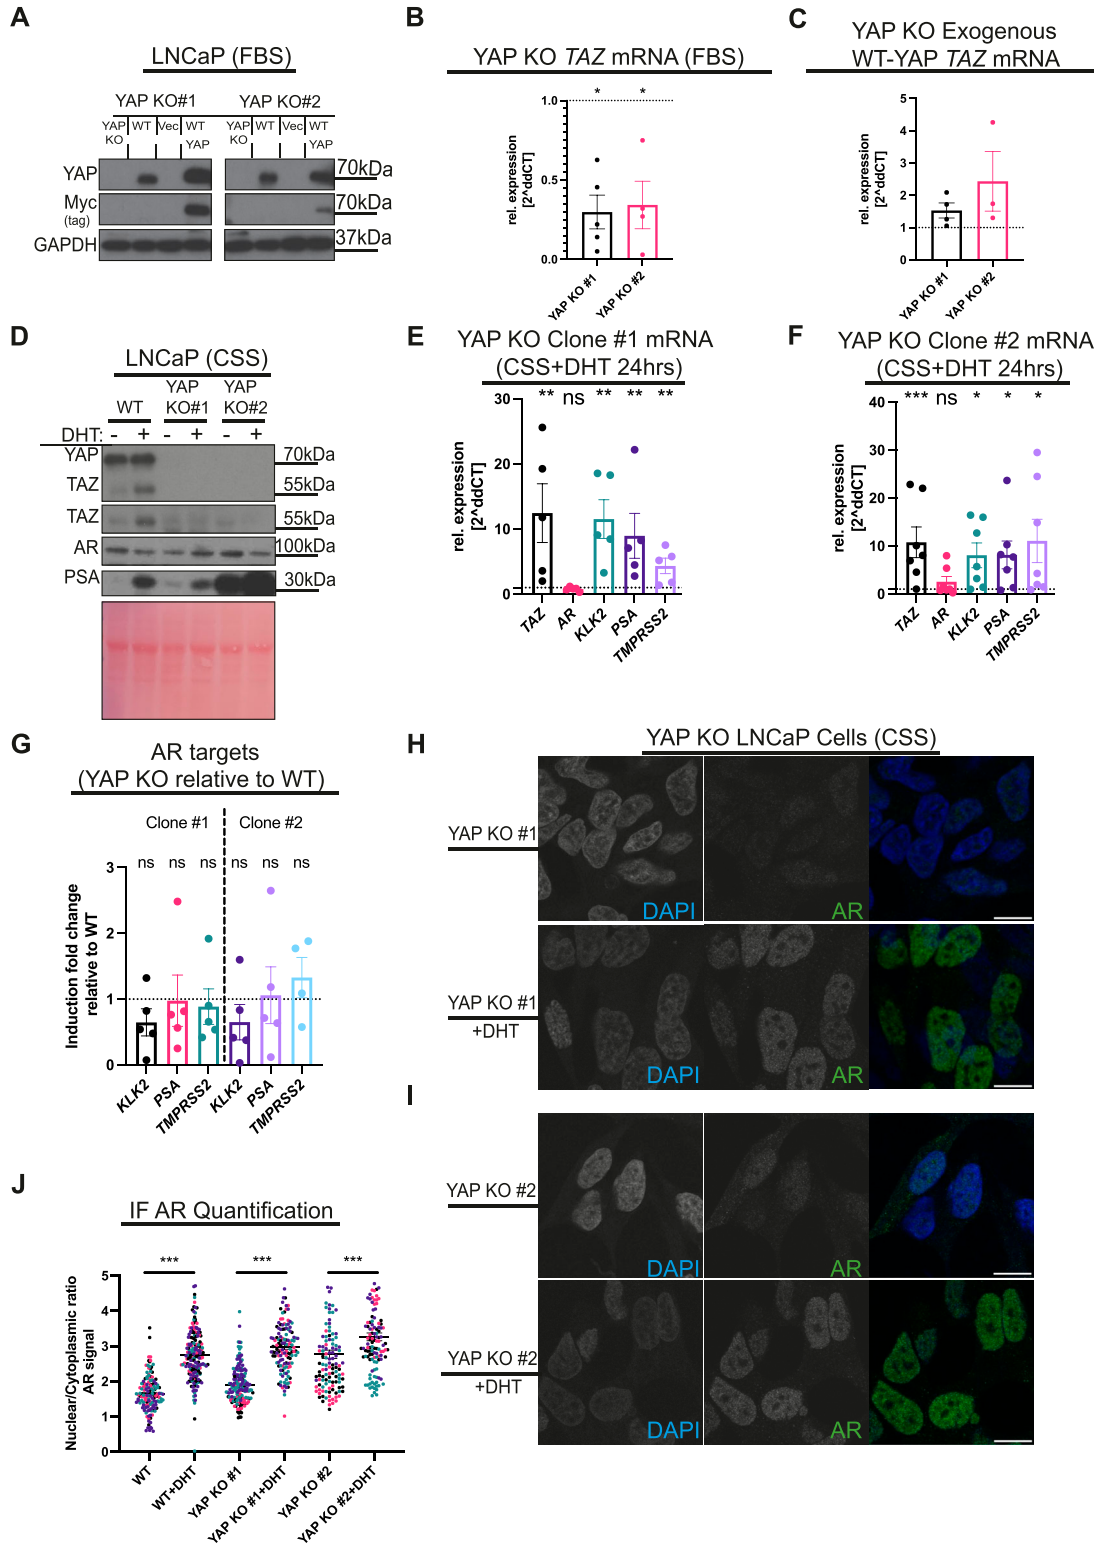 A
LNCaP (FBS)
YAP KO#1
YAP KO#2
YAP KO
WT
Vec
WT YAP
YAP KO
WT
Vec
WT YAP
YAP
70kDa
Myc
(tag)
70kDa
GAPDH
37kDa
B
YAP KO TAZ mRNA (FBS)
* *
rel. expression
[2^ddCT]
1.0
0.5
0.0
YAP KO #1
YAP KO #2
C
YAP KO Exogenous
WT-YAP TAZ mRNA
rel. expression
[2^ddCT]
5
4
3
2
1
0
YAP KO #1
YAP KO #2
D
LNCaP (CSS)
WT
YAP KO#1
YAP KO#2
DHT: - + - + - +
YAP
70kDa
TAZ
55kDa
TAZ
55kDa
AR
100kDa
PSA
30kDa
E
YAP KO Clone #1 mRNA
(CSS+DHT 24hrs)
** ns ** ** **
rel. expression
[2^ddCT]
30
20
10
0
TAZ
AR
KLK2
PSA
TMPRSS2
F
YAP KO Clone #2 mRNA
(CSS+DHT 24hrs)
*** ns * * *
rel. expression
[2^ddCT]
40
30
20
10
0
TAZ
AR
KLK2
PSA
TMPRSS2
G
AR targets
(YAP KO relative to WT)
Clone #1
Clone #2
ns ns ns ns ns ns
Induction fold change
relative to WT
3
2
1
0
KLK2
PSA
TMPRSS2
KLK2
PSA
TMPRSS2
H
YAP KO LNCaP Cells (CSS)
YAP KO #1
DAPI
AR
YAP KO #1
+DHT
DAPI
AR
I
YAP KO #2
DAPI
AR
YAP KO #2
+DHT
DAPI
AR
J
IF AR Quantification
*** *** ***
Nuclear/Cytoplasmic ratio
AR signal
5
4
3
2
1
0
WT
WT+DHT
YAP KO #1
YAP KO #1+DHT
YAP KO #2
YAP KO #2+DHT